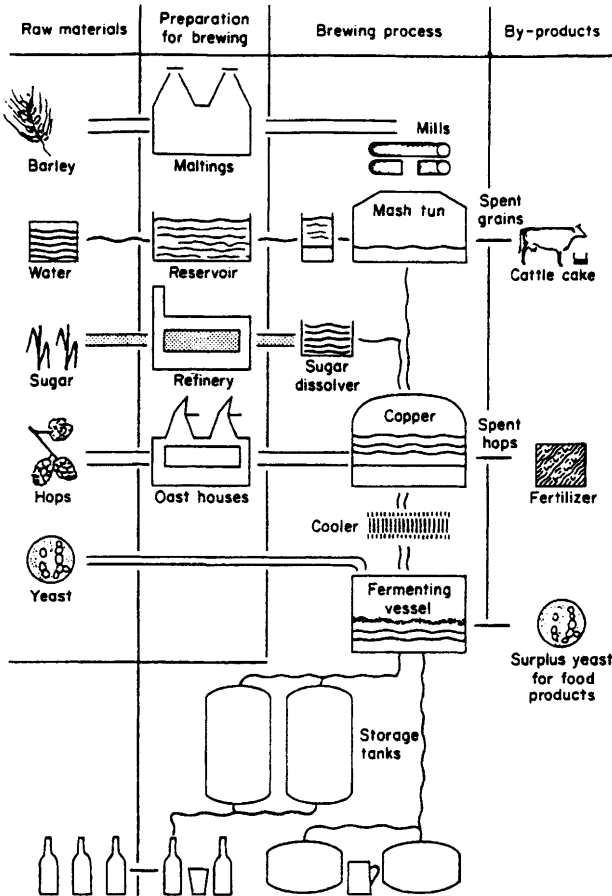 Raw materials
Preparation
for brewing
Brewing process
By-products
Barley
Maltings
Mills
Mash tun
Spent
grains
Water
Reservoir
Cattle cake
Sugar
Refinery
Sugar
dissolver
Copper
Spent
hops
Hops
Oast houses
Fertilizer
Cooler
Yeast
Fermenting
vessel
Surplus yeast
for food
products
Storage
tanks